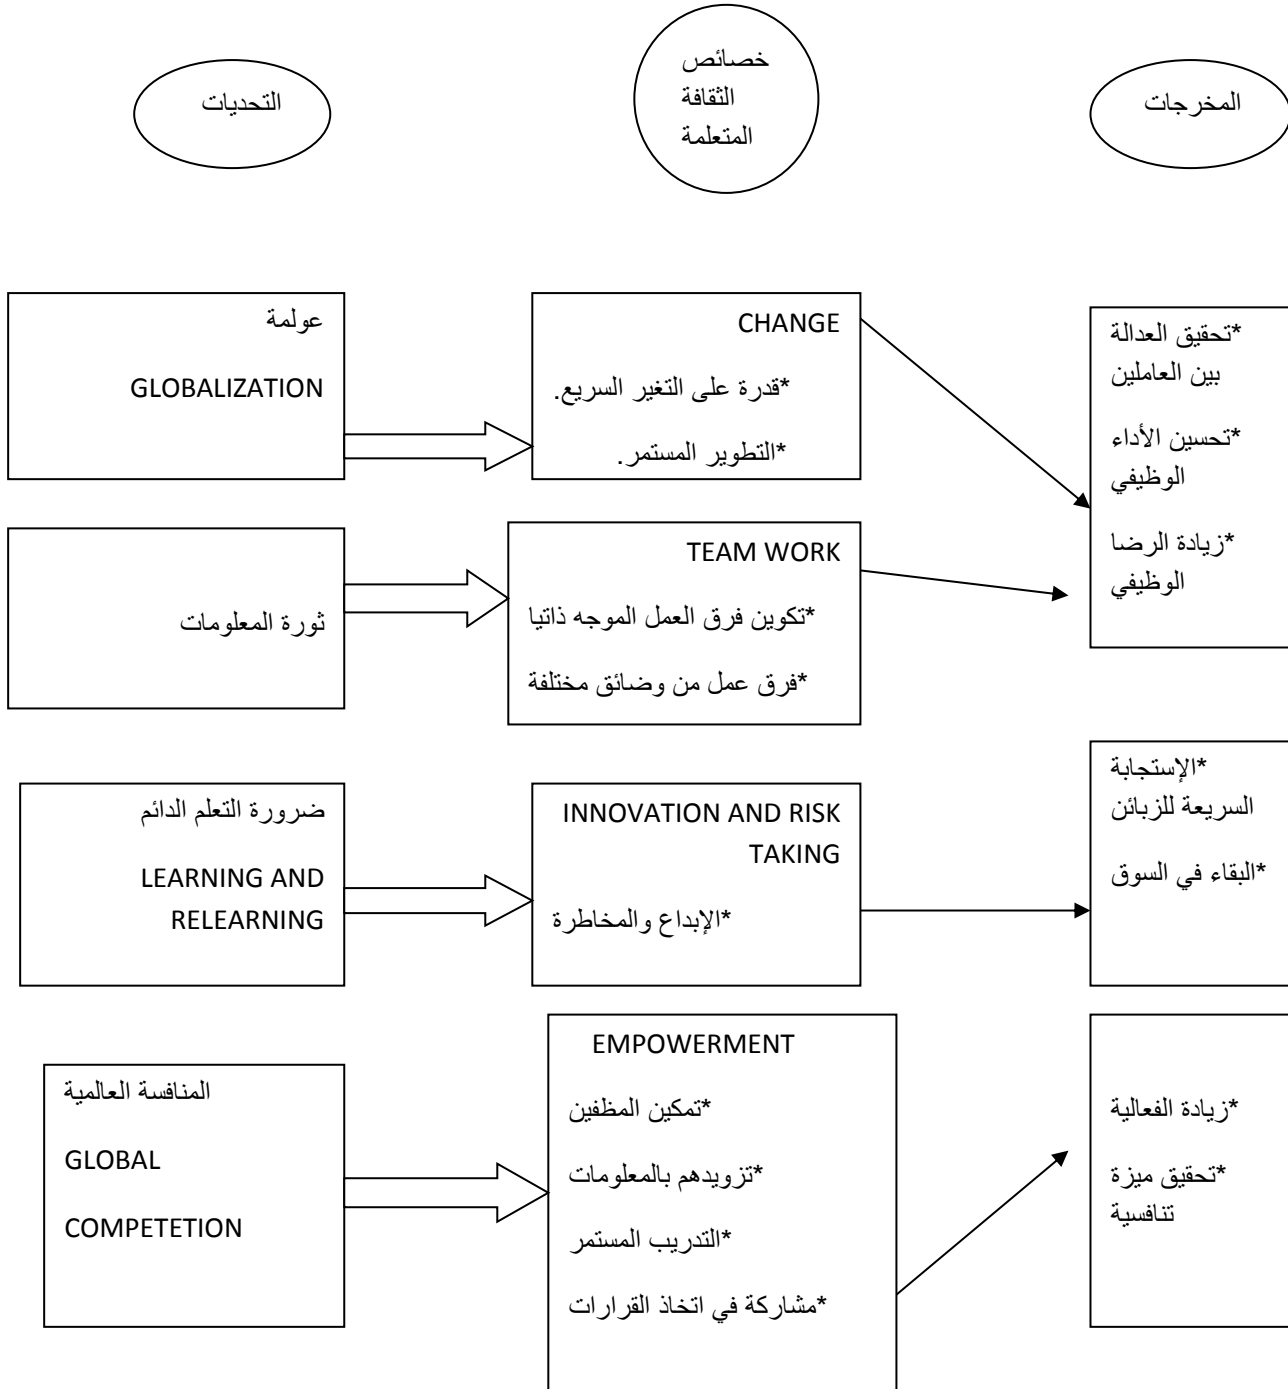 التحديات
خصائص
الثقافة
المتعلمة
المخرجات
عولمة
GLOBALIZATION
CHANGE
*قدرة على التغير السريع.
*التطوير المستمر.
*تحقيق العدالة
بين العاملين
*تحسين الأداء
الوظيفي
*زيادة الرضا
الوظيفي
ثورة المعلومات
TEAM WORK
*تكوين فرق العمل الموجه ذاتيا
*فرق عمل من وضائق مختلفة
ضرورة التعلم الدائم
LEARNING AND
RELEARNING
INNOVATION AND RISK
TAKING
*الإبداع والمخاطرة
*الإستجابة
السريعة للزبائن
*البقاء في السوق
المنافسة العالمية
GLOBAL
COMPETETION
EMPOWERMENT
*تمكين المظفين
*تزويدهم بالمعلومات
*التدريب المستمر
*مشاركة في اتخاذ القرارات
*زيادة الفعالية
*تحقيق ميزة
تنافسية